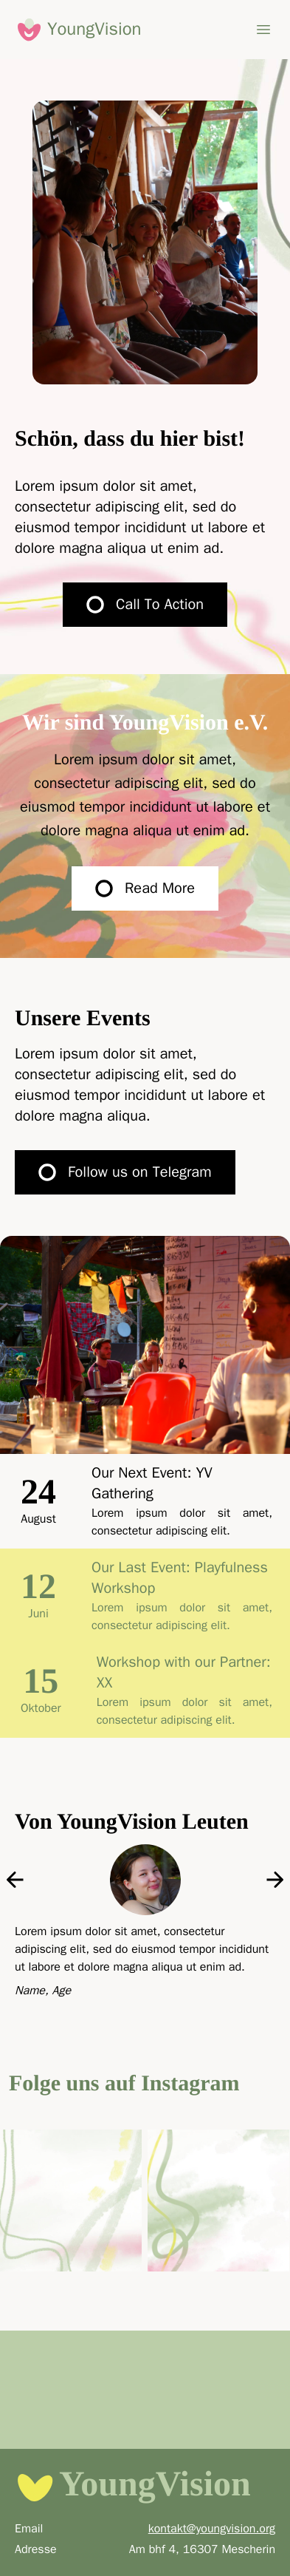 YoungVision
Schön, dass du hier bist!
Lorem ipsum dolor sit amet,
consectetur adipiscing elit, sed do
eiusmod tempor incididunt ut labore et
dolore magna aliqua ut enim ad.
Call To Action
Wir sind YoungVision e.V.
Lorem ipsum dolor sit amet,
consectetur adipiscing elit, sed do
eiusmod tempor incididunt ut labore et
dolore magna aliqua ut enim ad.
Read More
Unsere Events
Lorem ipsum dolor sit amet,
consectetur adipiscing elit, sed do
eiusmod tempor incididunt ut labore et
dolore magna aliqua.
Follow us on Telegram
24
August
Our Next Event: YV
Gathering
Lorem ipsum dolor sit amet,
consectetur adipiscing elit.
12
Juni
Our Last Event: Playfulness
Workshop
Lorem ipsum dolor sit amet,
consectetur adipiscing elit.
15
Oktober
Workshop with our Partner:
XX
Lorem ipsum dolor sit amet,
consectetur adipiscing elit.
Von YoungVision Leuten
Lorem ipsum dolor sit amet, consectetur
adipiscing elit, sed do eiusmod tempor incididunt
ut labore et dolore magna aliqua ut enim ad.
Name, Age
Folge uns auf Instagram
YoungVision
Email kontakt@youngvision.org
Adresse Am bhf 4, 16307 Mescherin